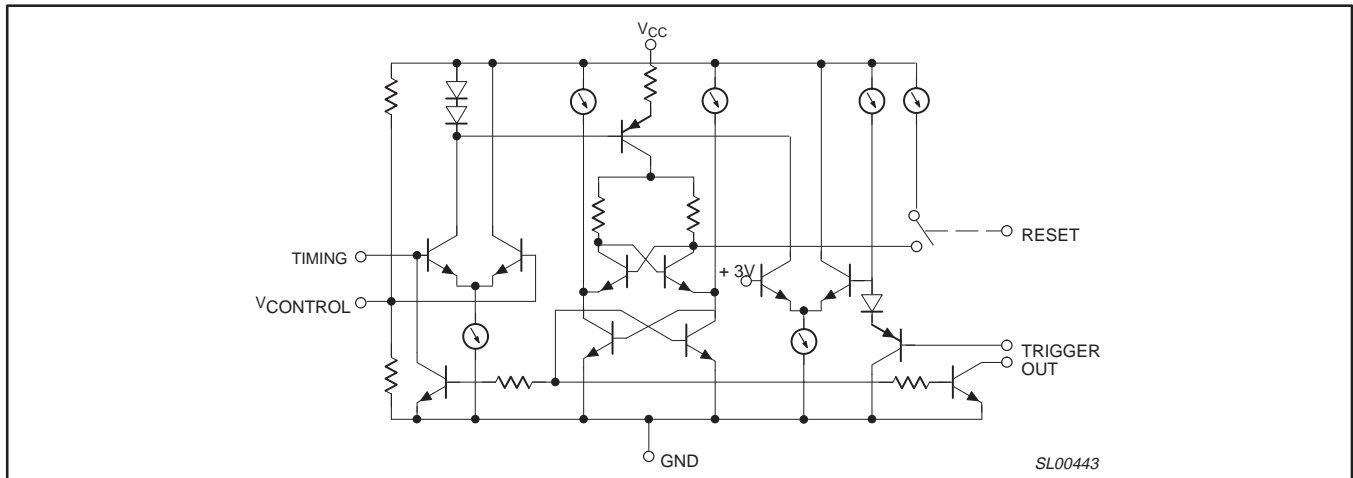 VCC
TIMING
VCONTROL
+ 3V
RESET
TRIGGER
OUT
GND
SL00443